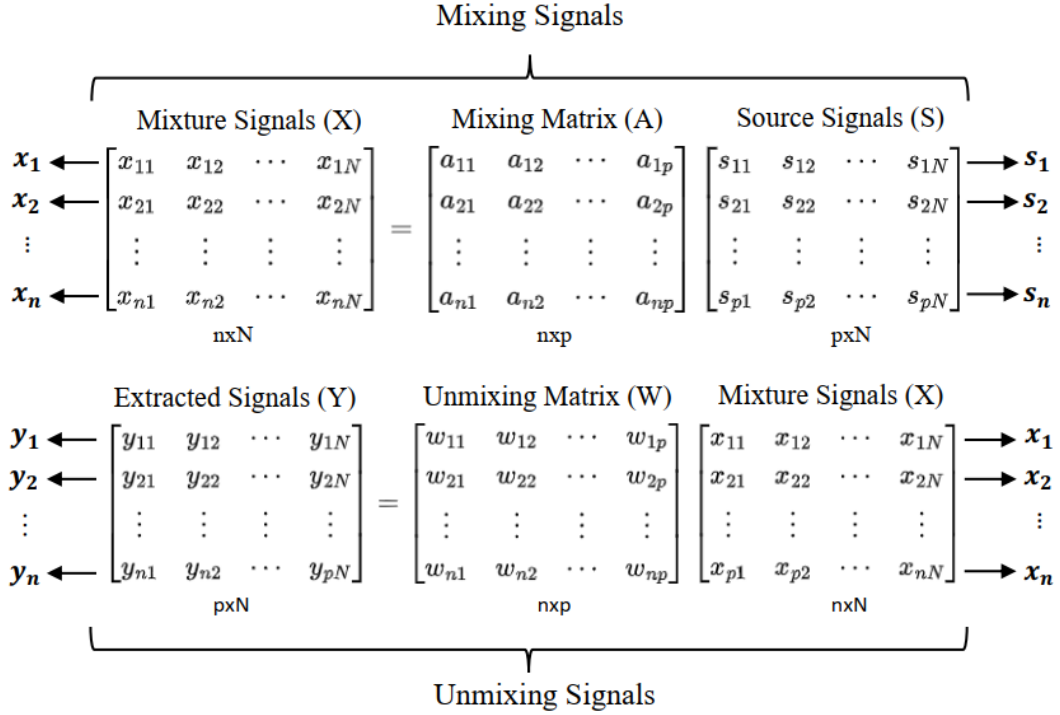 Mixing Signals
Mixture Signals (X) Mixing Matrix (A) Source Signals (S)
x₁ x₁₁ x₁₂ ⋯ x₁N a₁₁ a₁₂ ⋯ a₁p s₁₁ s₁₂ ⋯ s₁N s₁
x₂ x₂₁ x₂₂ ⋯ x₂N = a₂₁ a₂₂ ⋯ a₂p s₂₁ s₂₂ ⋯ s₂N s₂
⋮ ⋮ ⋮ ⋮ ⋮ ⋮ ⋮ ⋮ ⋮ ⋮ ⋮ ⋮ ⋮ ⋮
xₙ xₙ₁ xₙ₂ ⋯ xₙN aₙ₁ aₙ₂ ⋯ aₙp sp₁ sp₂ ⋯ spN sₙ
nxN nxp pxN
Extracted Signals (Y) Unmixing Matrix (W) Mixture Signals (X)
y₁ y₁₁ y₁₂ ⋯ y₁N w₁₁ w₁₂ ⋯ w₁p x₁₁ x₁₂ ⋯ x₁N x₁
y₂ y₂₁ y₂₂ ⋯ y₂N = w₂₁ w₂₂ ⋯ w₂p x₂₁ x₂₂ ⋯ x₂N x₂
⋮ ⋮ ⋮ ⋮ ⋮ ⋮ ⋮ ⋮ ⋮ ⋮ ⋮ ⋮ ⋮ ⋮
yₙ yₙ₁ yₙ₂ ⋯ ypN wₙ₁ wₙ₂ ⋯ wₙp xp₁ xp₂ ⋯ xₙN xₙ
pxN nxp nxN
Unmixing Signals